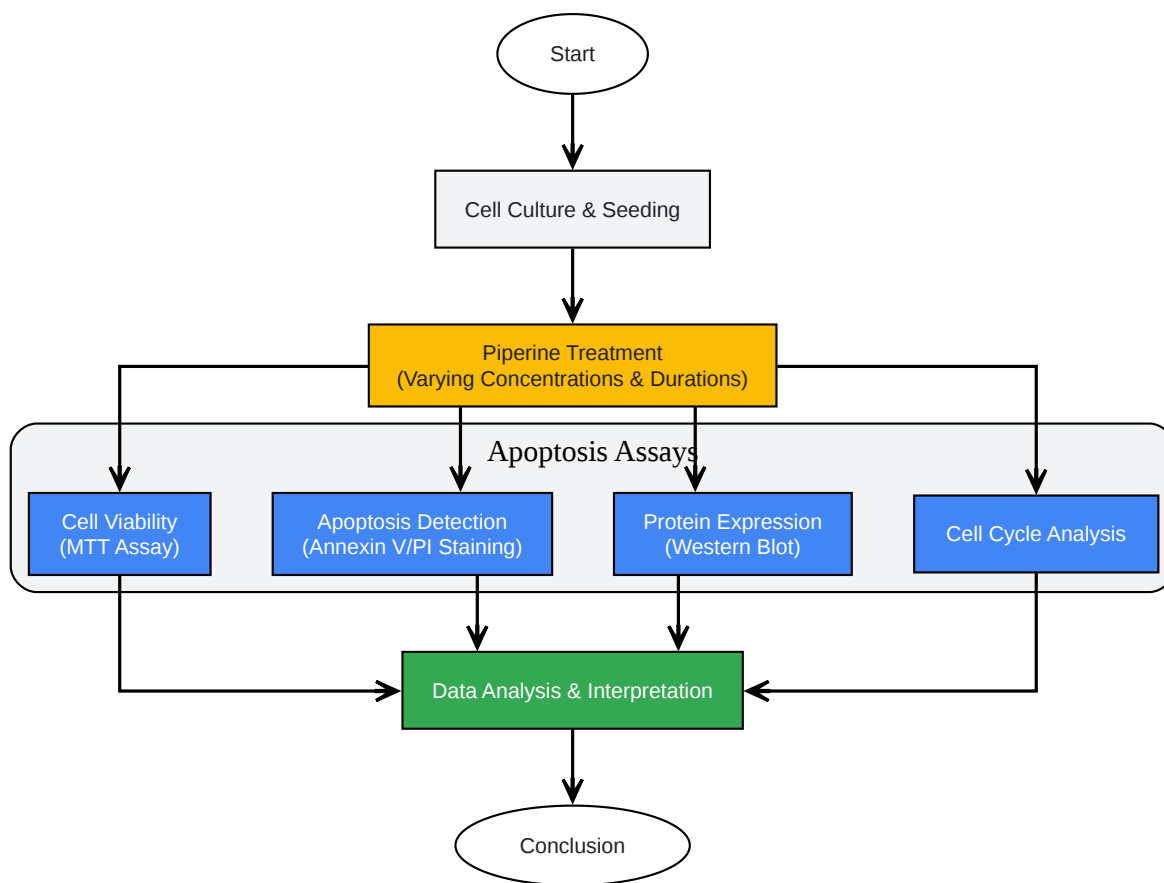 Start
Cell Culture & Seeding
Piperine Treatment
(Varying Concentrations & Durations)
Apoptosis Assays
Cell Viability
(MTT Assay)
Apoptosis Detection
(Annexin V/PI Staining)
Protein Expression
(Western Blot)
Cell Cycle Analysis
Data Analysis & Interpretation
Conclusion